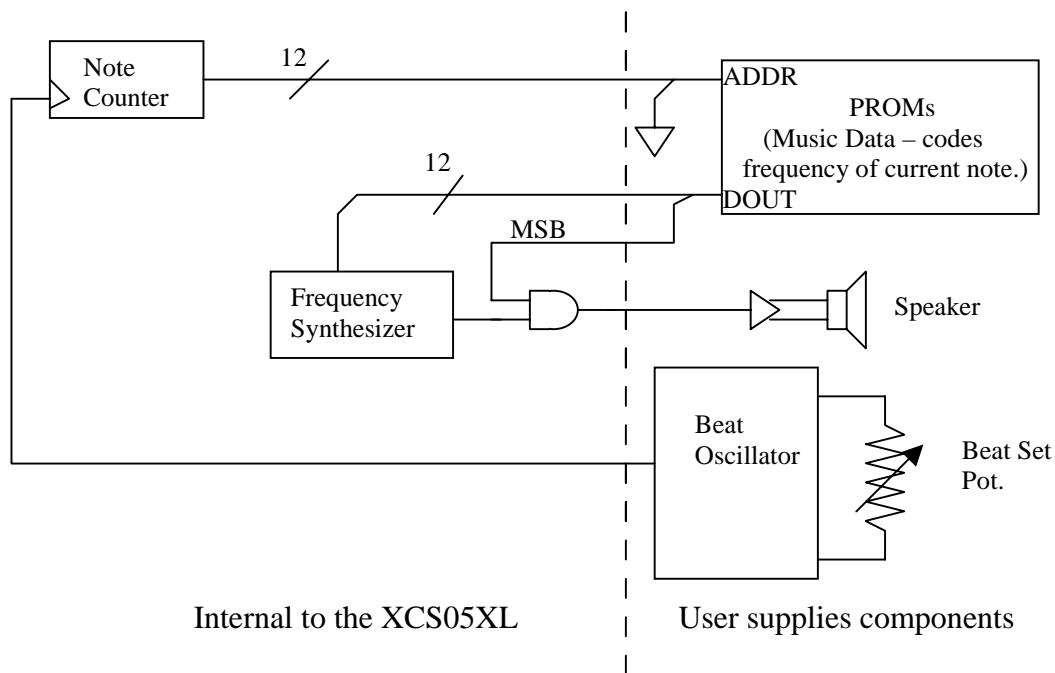 12
Note
Counter
ADDR
PROMs
(Music Data – codes
frequency of current note.)
12
DOUT
MSB
Frequency
Synthesizer
Speaker
Beat
Oscillator
Beat Set
Pot.
Internal to the XCS05XL
User supplies components